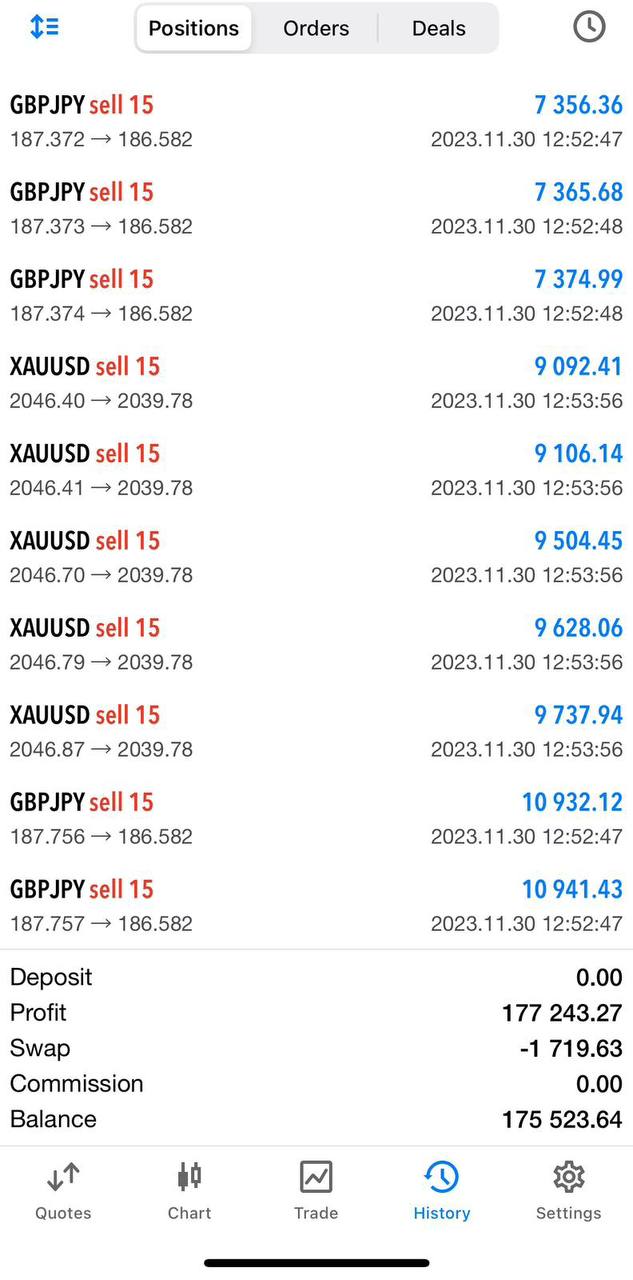 Positions Orders Deals
GBPJPY sell 15 7 356.36
187.372 → 186.582 2023.11.30 12:52:47
GBPJPY sell 15 7 365.68
187.373 → 186.582 2023.11.30 12:52:48
GBPJPY sell 15 7 374.99
187.374 → 186.582 2023.11.30 12:52:48
XAUUSD sell 15 9 092.41
2046.40 → 2039.78 2023.11.30 12:53:56
XAUUSD sell 15 9 106.14
2046.41 → 2039.78 2023.11.30 12:53:56
XAUUSD sell 15 9 504.45
2046.70 → 2039.78 2023.11.30 12:53:56
XAUUSD sell 15 9 628.06
2046.79 → 2039.78 2023.11.30 12:53:56
XAUUSD sell 15 9 737.94
2046.87 → 2039.78 2023.11.30 12:53:56
GBPJPY sell 15 10 932.12
187.756 → 186.582 2023.11.30 12:52:47
GBPJPY sell 15 10 941.43
187.757 → 186.582 2023.11.30 12:52:47
Deposit 0.00
Profit 177 243.27
Swap -1 719.63
Commission 0.00
Balance 175 523.64
Quotes Chart Trade History Settings